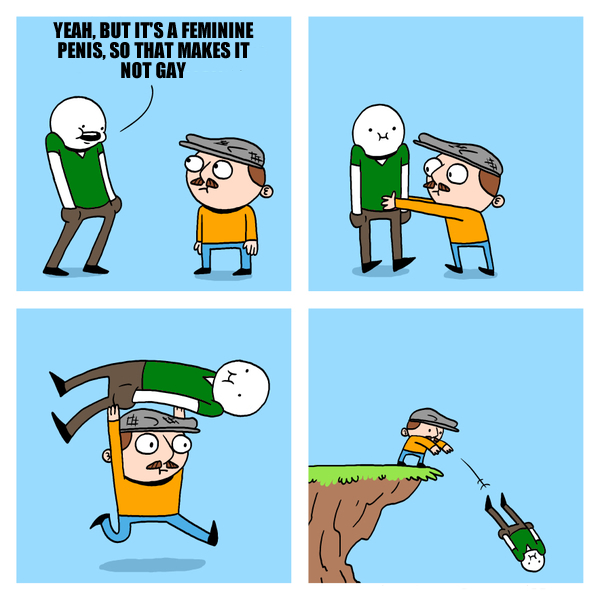 YEAH, BUT IT'S A FEMININE
PENIS, SO THAT MAKES IT
NOT GAY